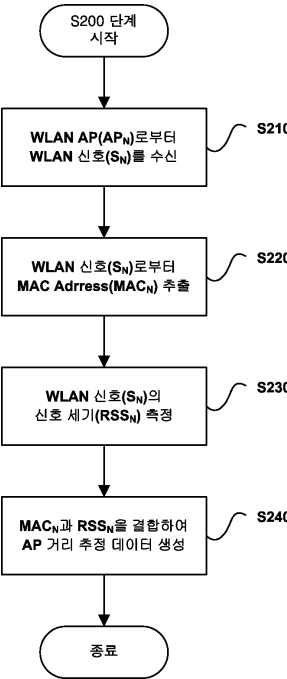 S200 단계
시작
WLAN AP(APN)로부터
WLAN 신호(SN)를 수신
S210
WLAN 신호(SN)로부터
MAC Adrress(MACN) 추출
S220
WLAN 신호(SN)의
신호 세기(RSSN) 측정
S230
MACN과 RSSN을 결합하여
AP 거리 추정 데이터 생성
S240
종료